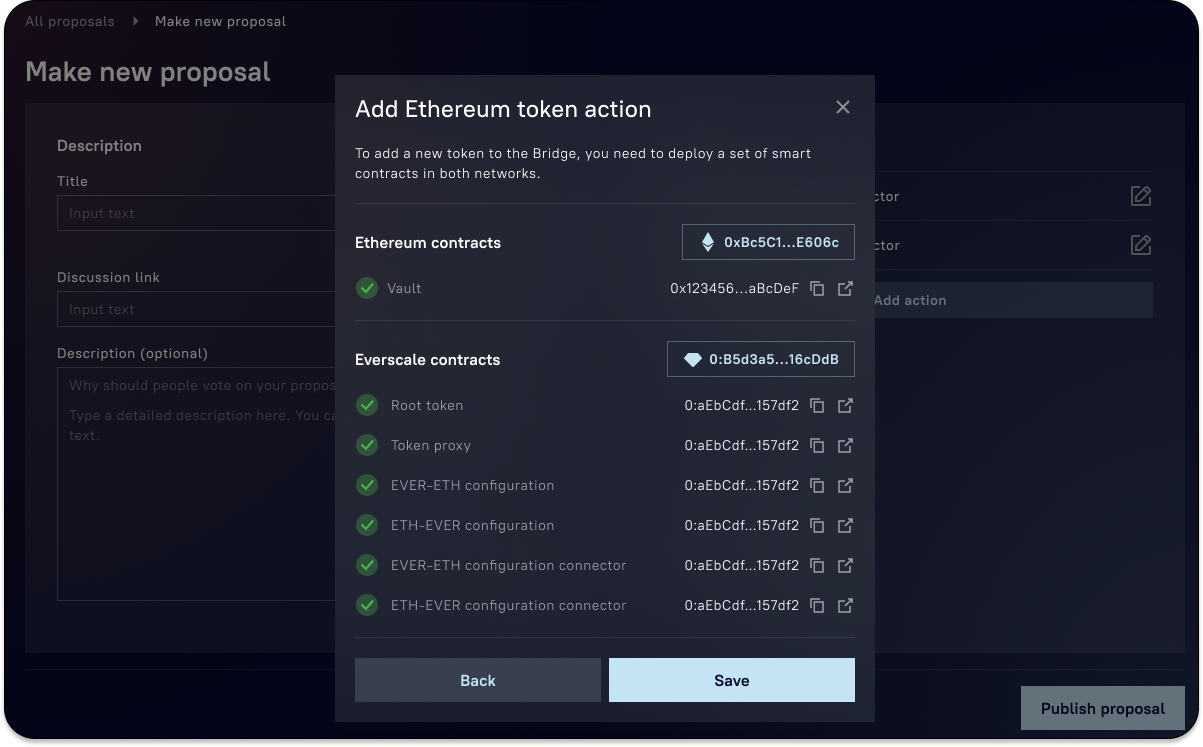 All proposals
Make new proposal
Make new proposal
Description
Title
Input text
Discussion link
Input text
Description (optional)
Why should people vote on your
Type a detailed description here. You
text.
Add action
Publish proposal
Add Ethereum token action
To add a new token to the Bridge, you need to deploy a set of smart
contracts in both networks.
Ethereum contracts
0xBc5C1...E606c
Vault
0x123456...aBcDeF
Everscale contracts
0:B5d3a5...16cDdB
Root token
0:aEbCdf...157df2
Token proxy
0:aEbCdf...157df2
EVER-ETH configuration
0:aEbCdf...157df2
ETH-EVER configuration
0:aEbCdf...157df2
EVER-ETH configuration connector
0:aEbCdf...157df2
ETH-EVER configuration connector
0:aEbCdf...157df2
Back
Save